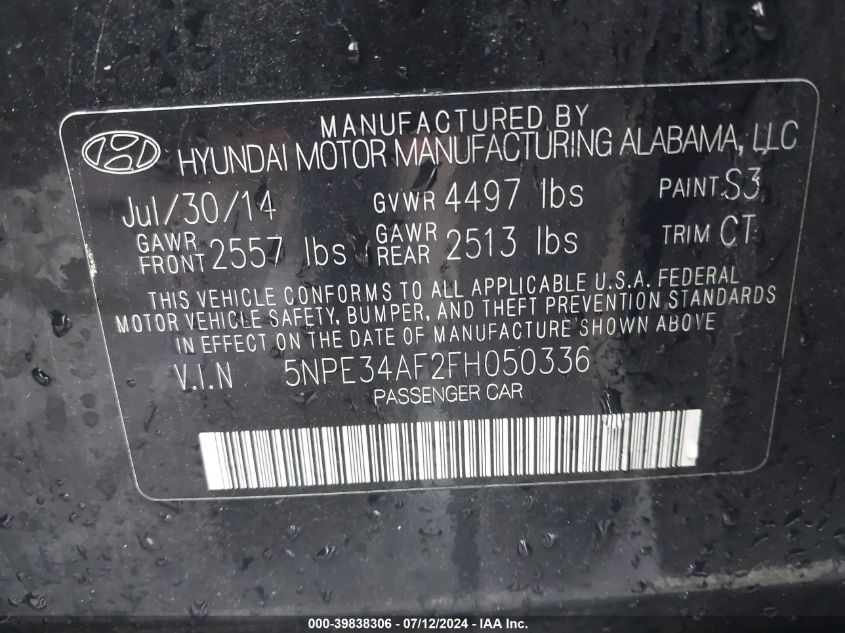 MANUFACTURED BY
HYUNDAI MOTOR MANUFACTURING ALABAMA, LLC
Jul/30/14 GVWR 4497 lbs PAINT S3
GAWR FRONT 2557 lbs GAWR REAR 2513 lbs TRIM CT
THIS VEHICLE CONFORMS TO ALL APPLICABLE U.S.A. FEDERAL
MOTOR VEHICLE SAFETY, BUMPER, AND THEFT PREVENTION STANDARDS
IN EFFECT ON THE DATE OF MANUFACTURE SHOWN ABOVE
V.I.N 5NPE34AF2FH050336
PASSENGER CAR
000-39838306 - 07/12/2024 - IAA Inc.